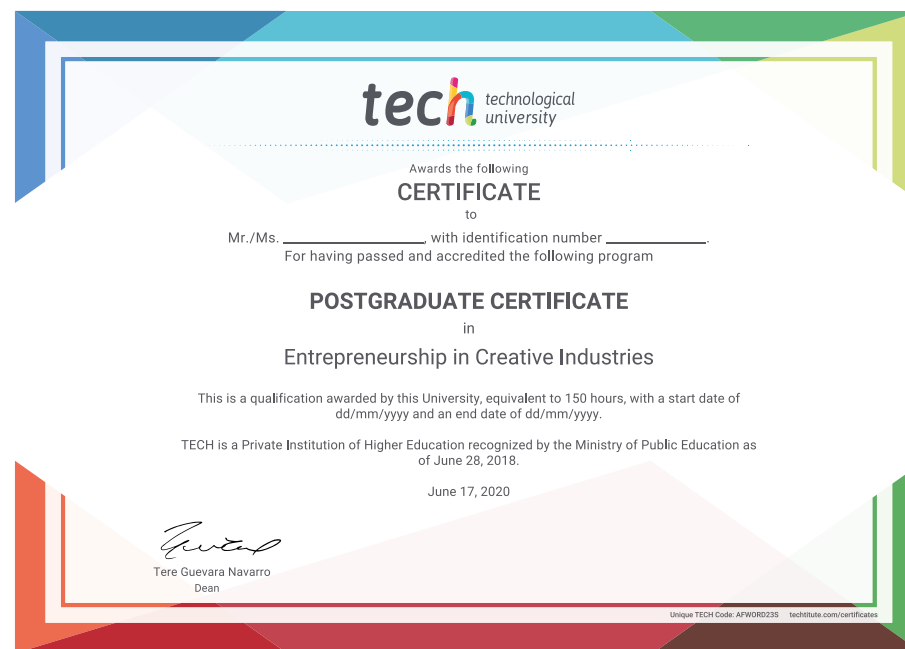 tech technological
university
Awards the following
CERTIFICATE
to
Mr./Ms. ____________________, with identification number ______________.
For having passed and accredited the following program
POSTGRADUATE CERTIFICATE
in
Entrepreneurship in Creative Industries
This is a qualification awarded by this University, equivalent to 150 hours, with a start date of
dd/mm/yyy and an end date of dd/mm/yyy.
TECH is a Private Institution of Higher Education recognized by the Ministry of Public Education as
of June 28, 2018.
June 17, 2020
Tere Guevara Navarro
Dean
Unique TECH Code: AFWORD23S techtitute.com/certificates